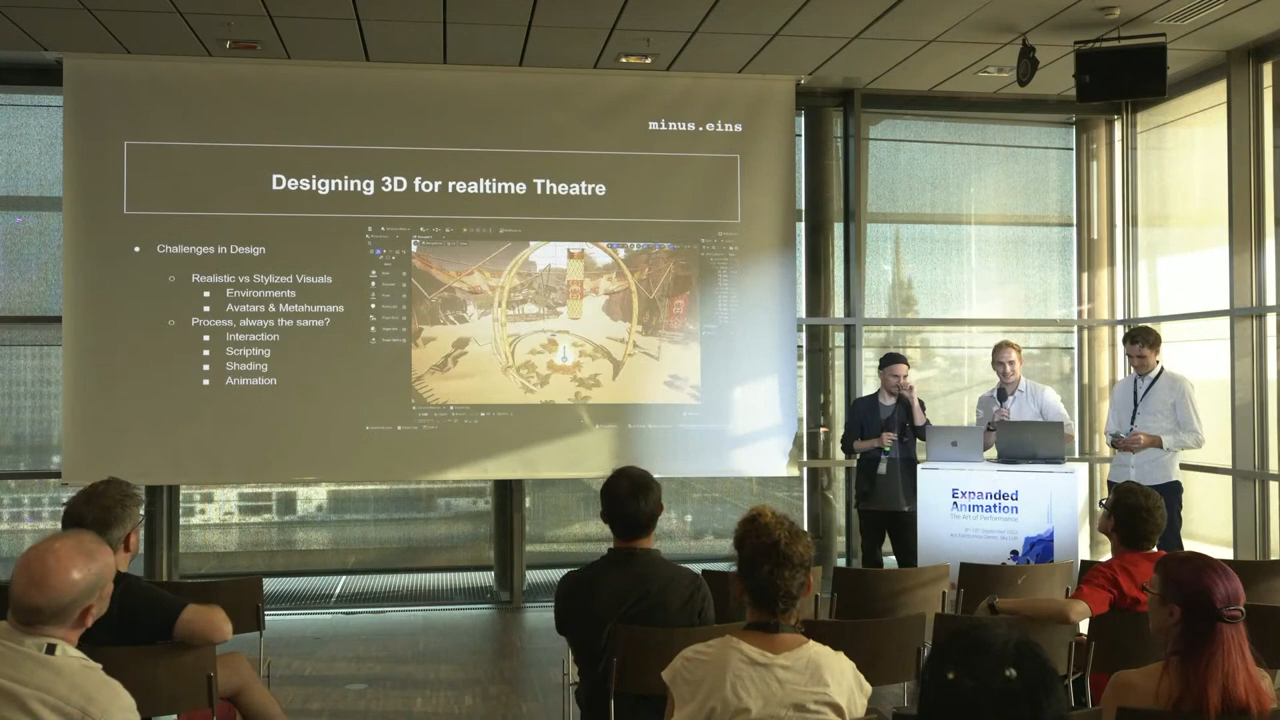 minus.eins
Designing 3D for realtime Theatre
Challenges in Design
Realistic vs Stylized Visuals
Environments
Avatars & Metahumans
Process, always the same?
Interaction
Scripting
Shading
Animation
Expanded
Animation
The Art of Performance